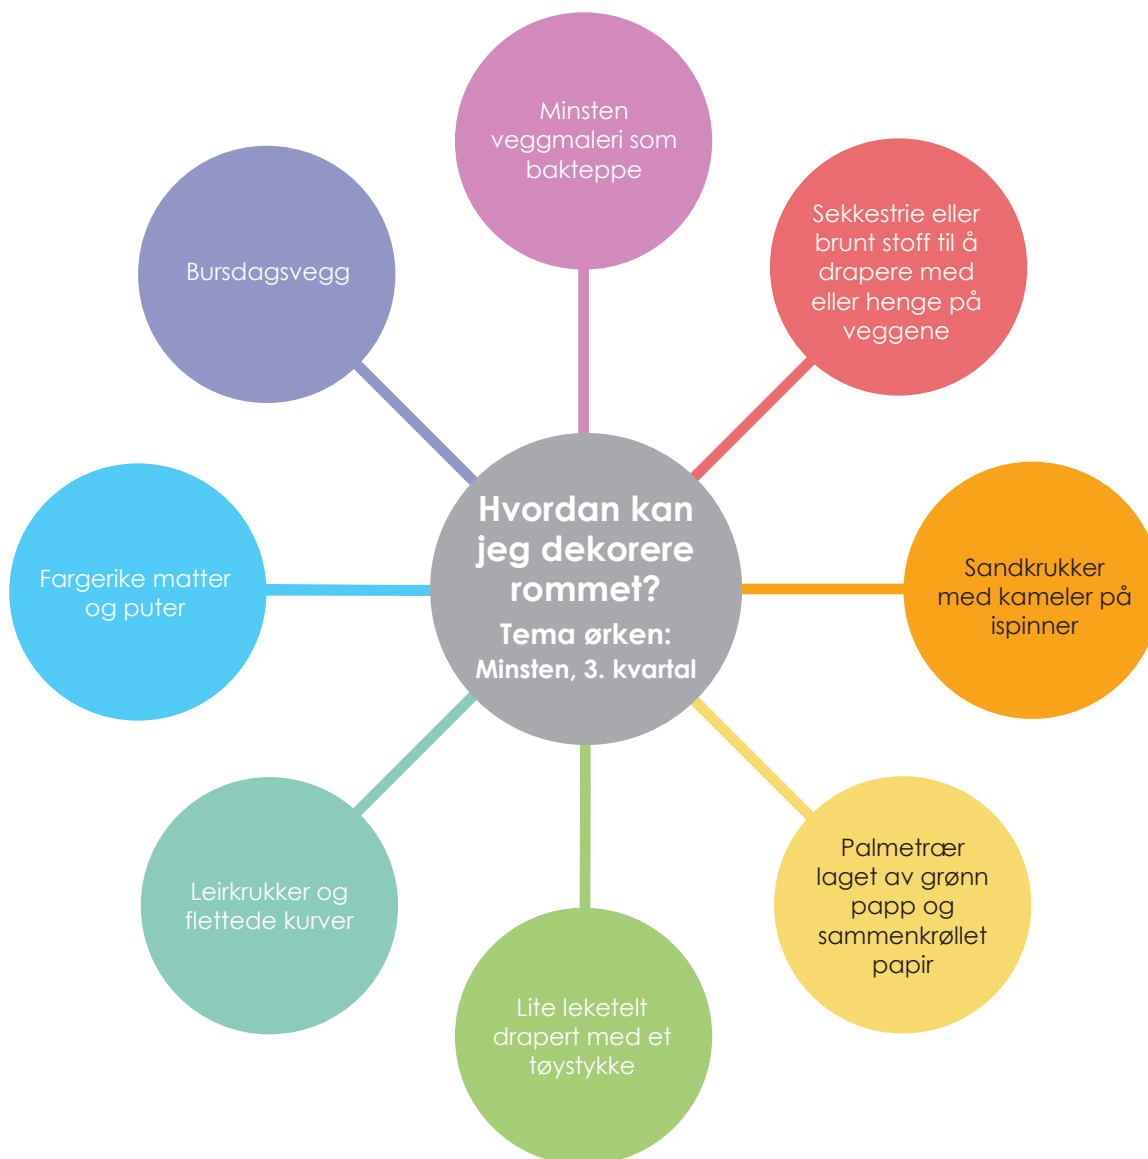 Minsten
veggmaleri som
bakteppe
Sekkestrie eller
brunt stoff til å
drapere med
eller henge på
veggene
Sandkrukker
med kameler på
ispinner
Palmetrær
laget av grønn
papp og
sammenkrøllet
papir
Lite leketelt
drapert med et
tøystykke
Leirkrukker og
flettede kurver
Fargerike matter
og puter
Bursdagsvegg
Hvordan kan
jeg dekorere
rommet?
Tema ørken:
Minsten, 3. kvartal